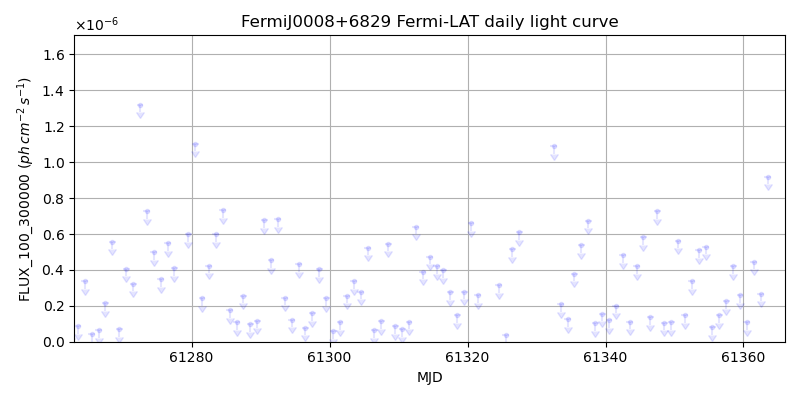 FermiJ0008+6829 Fermi-LAT daily light curve
×10⁻⁶
FLUX_100_300000 (ph cm⁻² s⁻¹)
1.6
1.4
1.2
1.0
0.8
0.6
0.4
0.2
0.0
61280 61300 61320 61340 61360
MJD